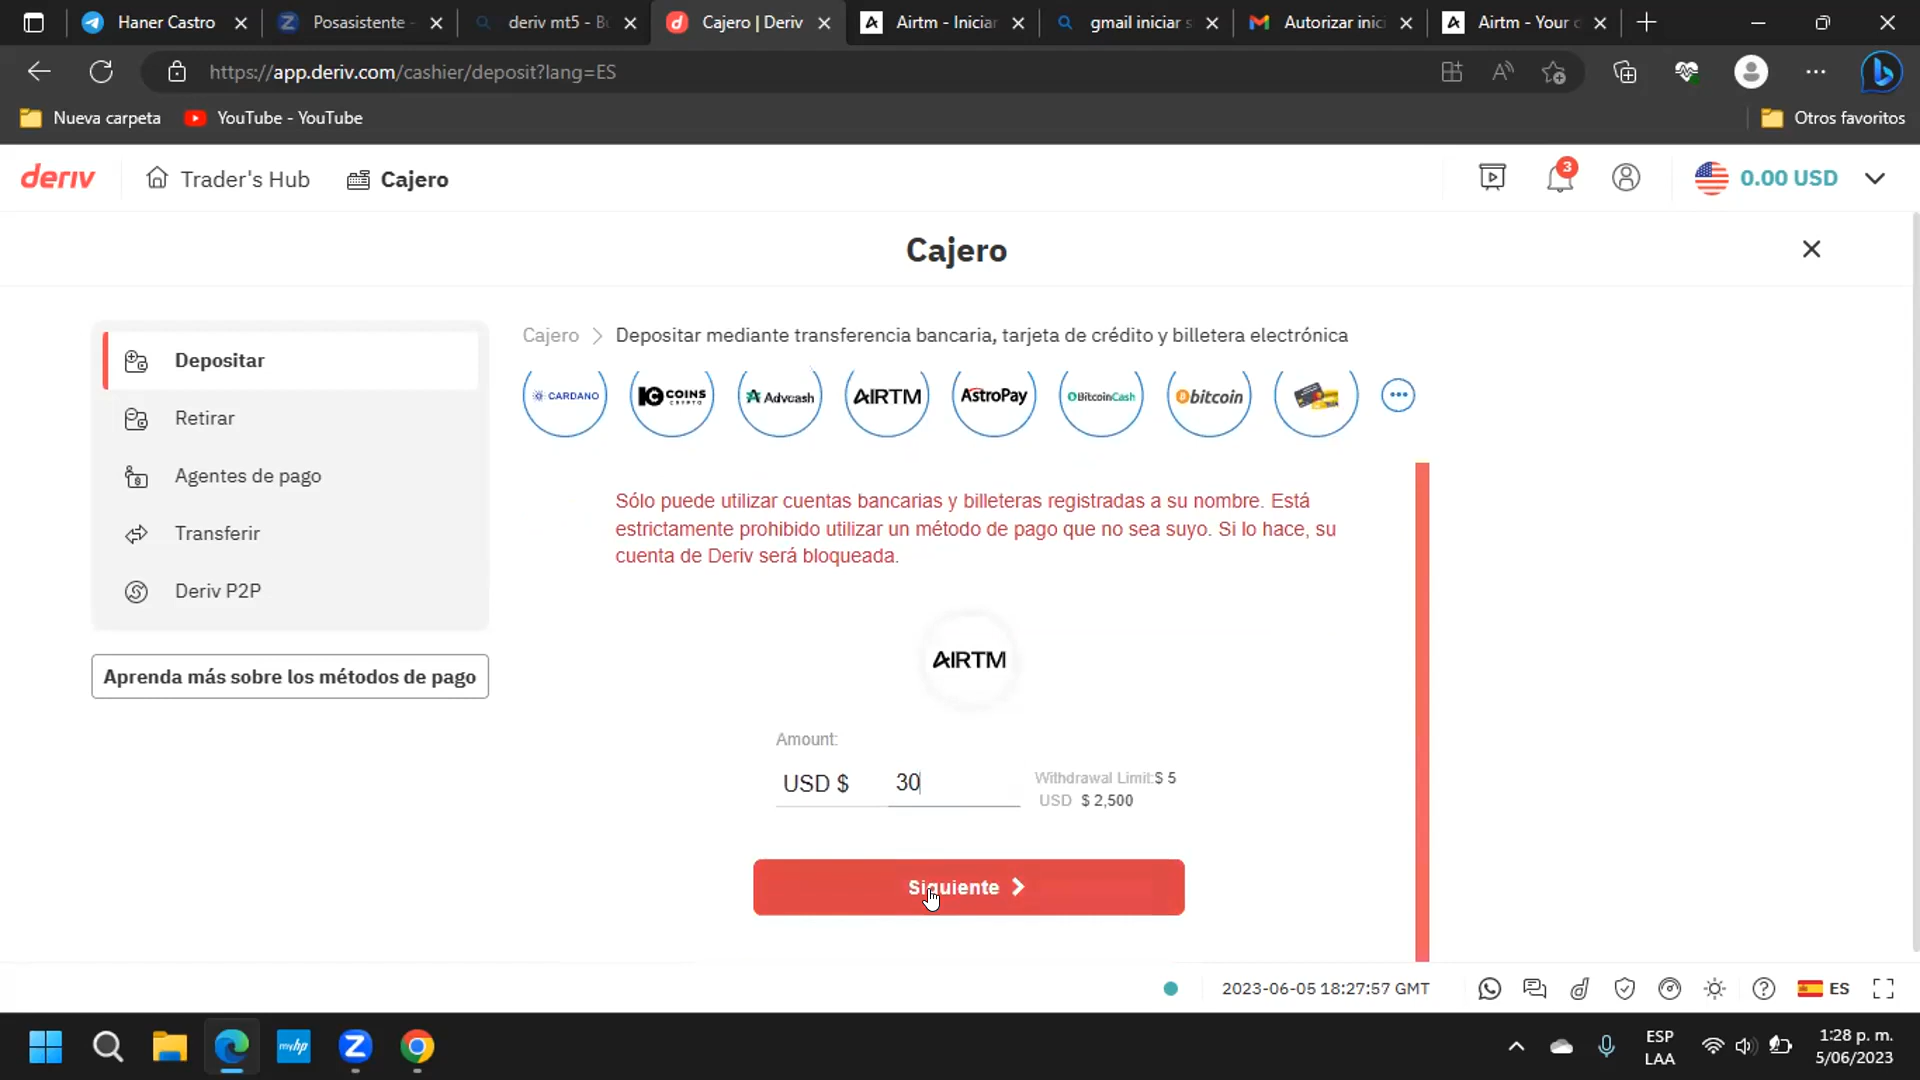 Haner Castro
Posasistente -
deriv mt5 - Bu
Cajero | Deriv
Airtm - Iniciar
gmail iniciar s
Autorizar inici
Airtm - Your d
https://app.deriv.com/cashier/deposit?lang=ES
Nueva carpeta
YouTube - YouTube
Otros favoritos
deriv
Trader's Hub
Cajero
3
0.00 USD
Cajero
Depositar
Retirar
Agentes de pago
Transferir
Deriv P2P
Aprenda más sobre los métodos de pago
Cajero > Depositar mediante transferencia bancaria, tarjeta de crédito y billetera electrónica
CARDANO
COINS
CRYPTO
Advcash
AIRTM
AstroPay
BitcoinCash
bitcoin
Sólo puede utilizar cuentas bancarias y billeteras registradas a su nombre. Está
estrictamente prohibido utilizar un método de pago que no sea suyo. Si lo hace, su
cuenta de Deriv será bloqueada.
AIRTM
Amount:
USD $ 30
Withdrawal Limit:$ 5
USD $ 2,500
Siguiente
2023-06-05 18:27:57 GMT
ES
myhp
ESP
LAA
1:28 p. m.
5/06/2023